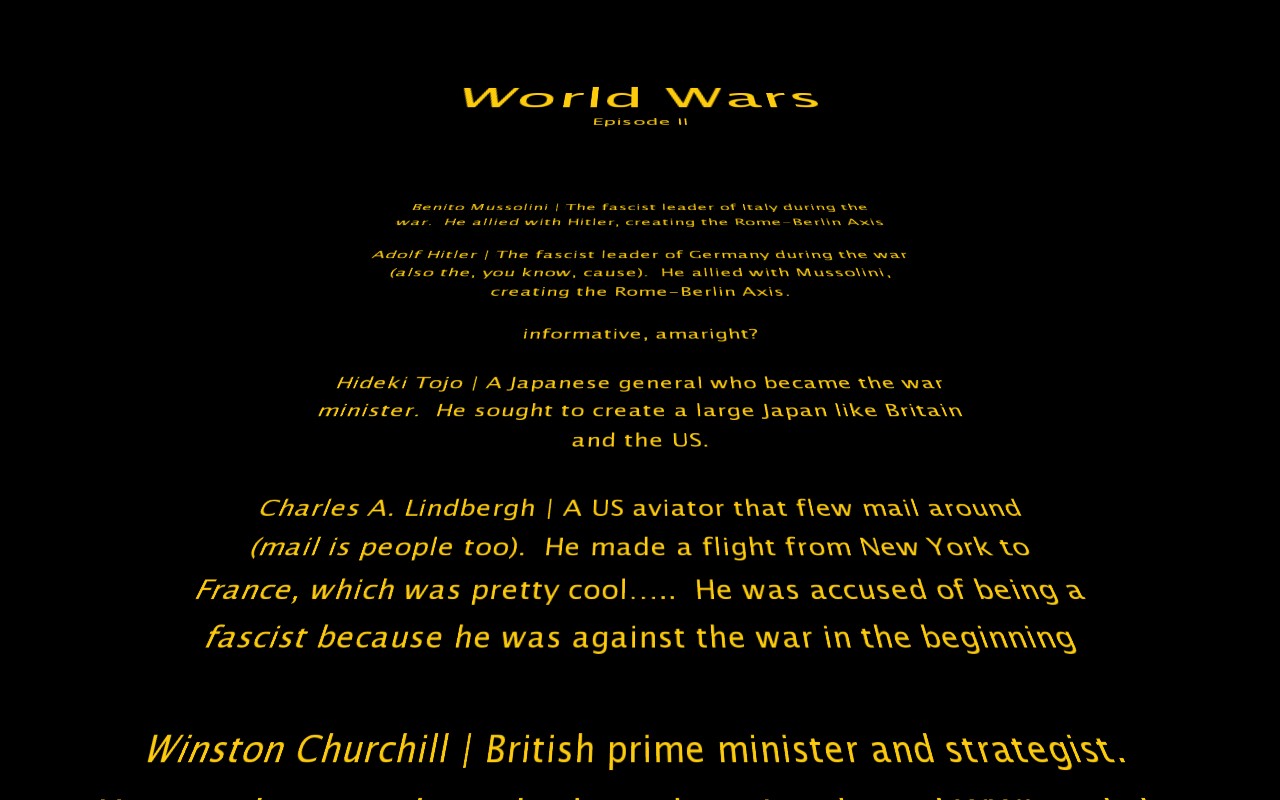 World Wars
Episode II
Benito Mussolini | The fascist leader of Italy during the
war.  He allied with Hitler, creating the Rome-Berlin Axis
Adolf Hitler | The fascist leader of Germany during the war
(also the, you know, cause).  He allied with Mussolini,
creating the Rome-Berlin Axis.
informative, amaright?
Hideki Tojo | A Japanese general who became the war
minister.  He sought to create a large Japan like Britain
and the US.
Charles A. Lindbergh | A US aviator that flew mail around
(mail is people too).  He made a flight from New York to
France, which was pretty cool.....  He was accused of being a
fascist because he was against the war in the beginning
Winston Churchill | British prime minister and strategist.